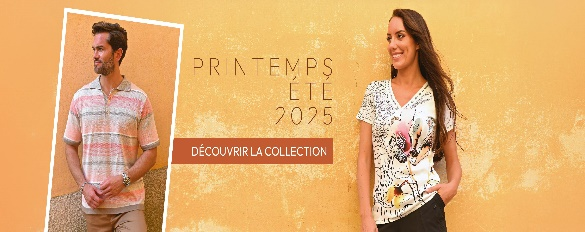 PRINTEMPS
ÉTÉ
2025
DÉCOUVRIR LA COLLECTION